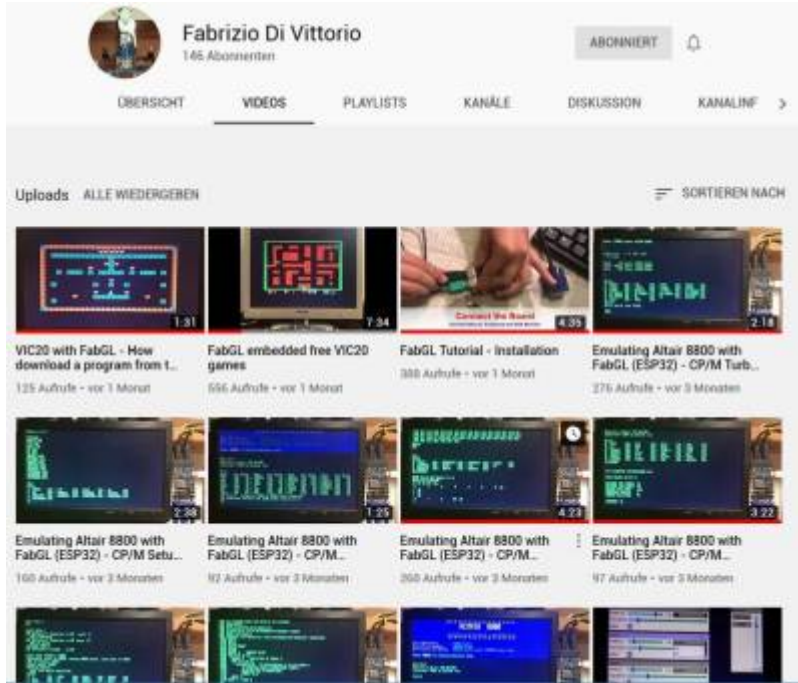 Fabrizio Di Vittorio
146 Abonnenten
ABONNIERT
ÜBERSICHT VIDEOS PLAYLISTS KANÄLE DISKUSSION KANALINF
Uploads ALLE WIEDERGEBEN SORTIEREN NACH
Connect the Board
1:31 7:34 4:35 2:18
VIC20 with FabGL - How download a program from t...
125 Aufrufe • vor 1 Monat
FabGL embedded free VIC20 games
556 Aufrufe • vor 1 Monat
FabGL Tutorial - Installation
388 Aufrufe • vor 1 Monat
Emulating Altair 8800 with FabGL (ESP32) - CP/M Turb...
276 Aufrufe • vor 3 Monaten
2:38 1:25 4:23 3:22
Emulating Altair 8800 with FabGL (ESP32) - CP/M Setu...
160 Aufrufe • vor 3 Monaten
Emulating Altair 8800 with FabGL (ESP32) - CP/M...
92 Aufrufe • vor 3 Monaten
Emulating Altair 8800 with FabGL (ESP32) - CP/M...
260 Aufrufe • vor 3 Monaten
Emulating Altair 8800 with FabGL (ESP32) - CP/M...
97 Aufrufe • vor 3 Monaten